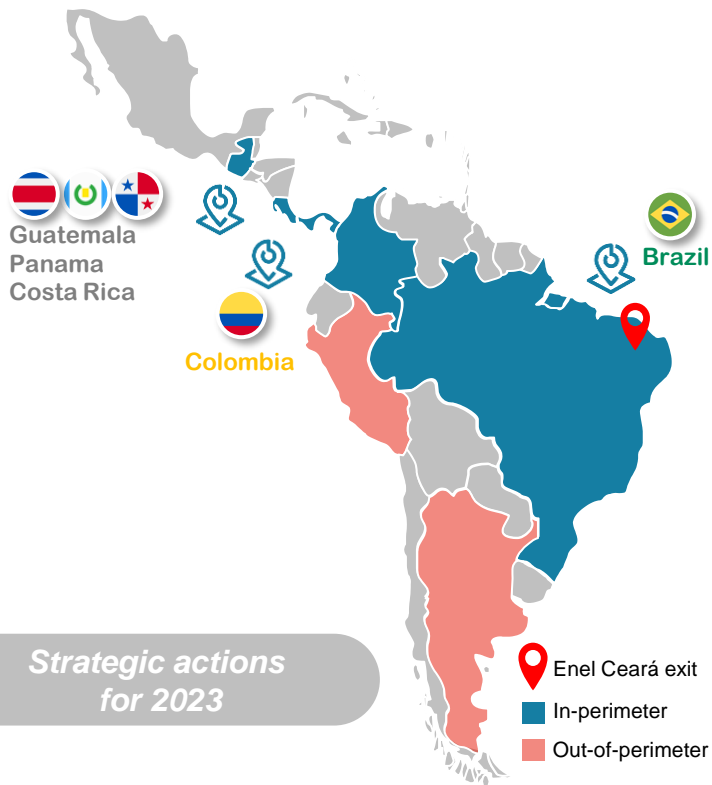 Guatemala
Panama
Costa Rica
Colombia
Brazil
Strategic actions
for 2023
Enel Ceará exit
In-perimeter
Out-of-perimeter